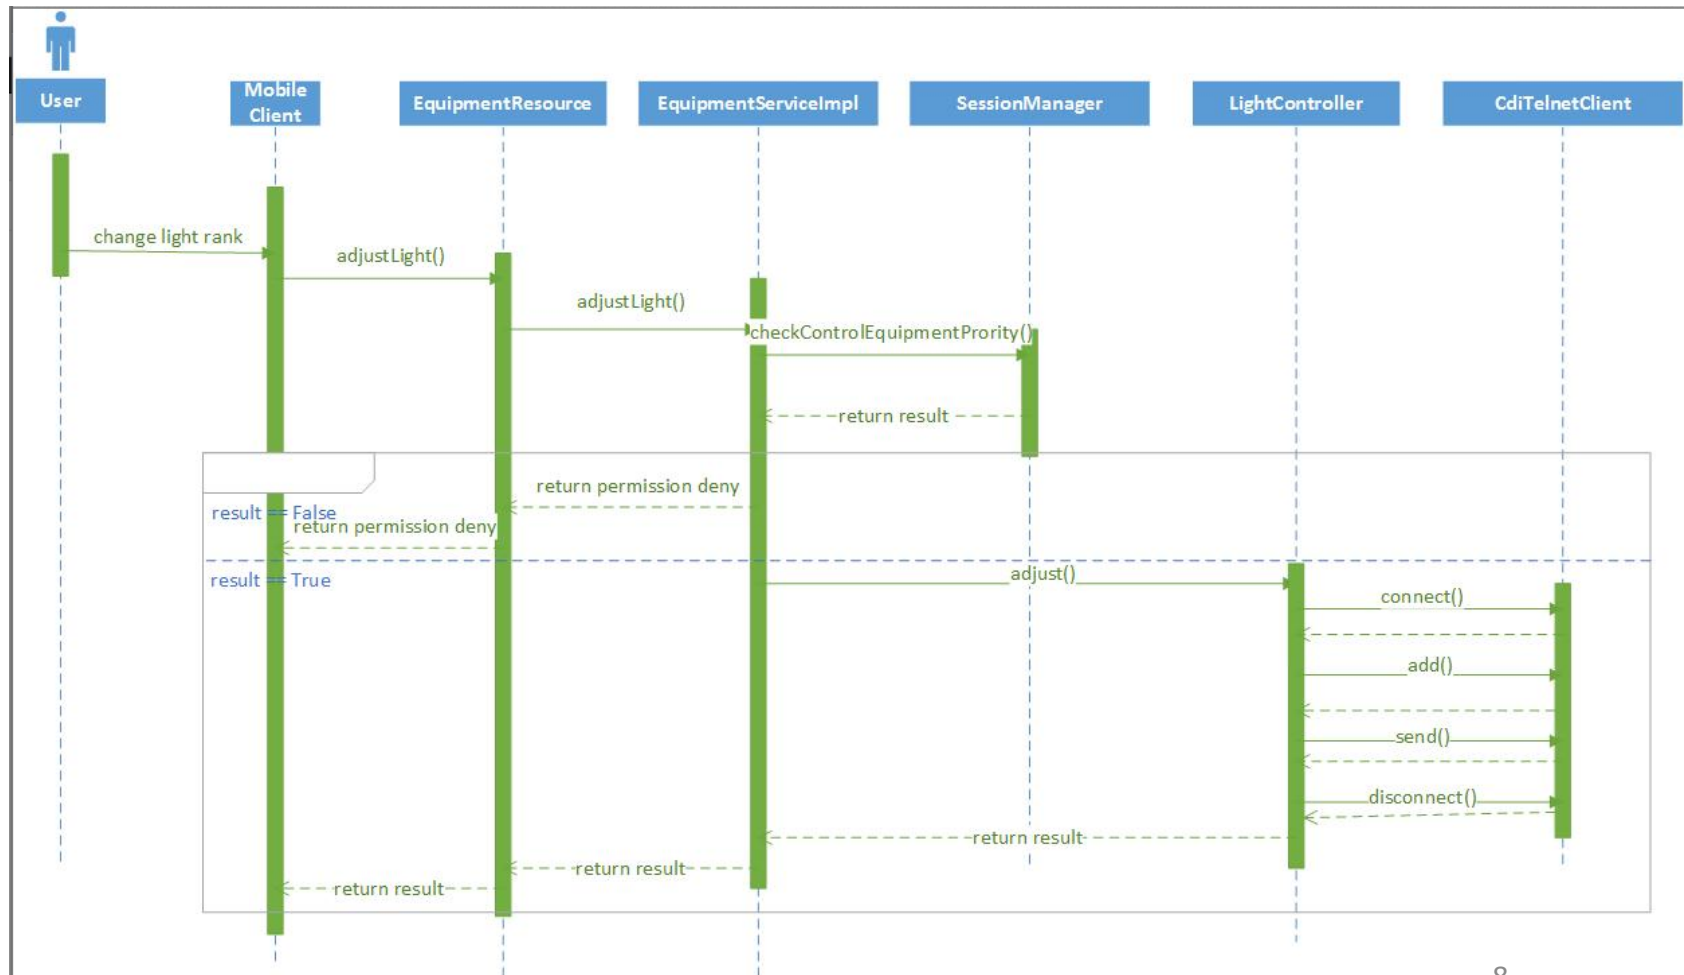 User
Mobile
Client
EquipmentResource
EquipmentServiceImpl
SessionManager
LightController
CdiTelnetClient
change light rank
adjustLight()
adjustLight()
checkControlEquipmentPrority()
return result
return permission deny
result == False
return permission deny
result == True
adjust()
connect()
add()
send()
disconnect()
return result
return result
return result